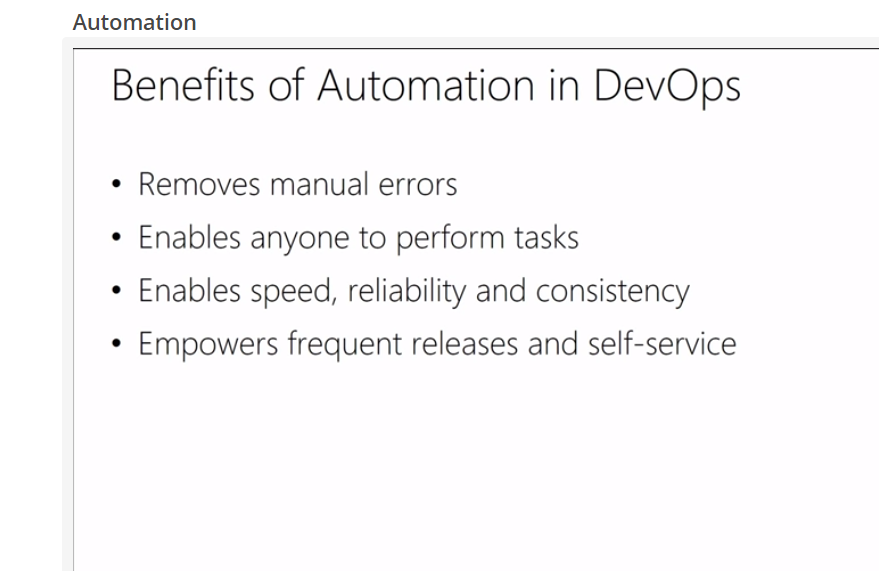 Automation
Benefits of Automation in DevOps
• Removes manual errors
• Enables anyone to perform tasks
• Enables speed, reliability and consistency
• Empowers frequent releases and self-service